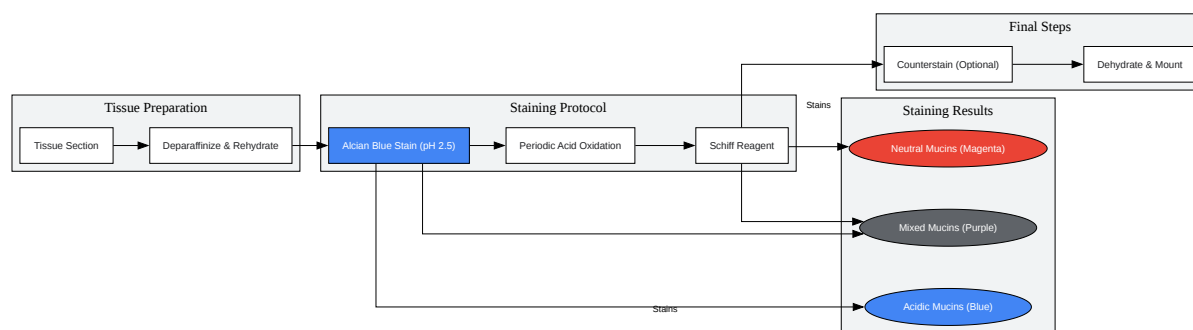 Final Steps
Counterstain (Optional)
Dehydrate & Mount
Tissue Preparation
Tissue Section
Deparaffinize & Rehydrate
Staining Protocol
Alcian Blue Stain (pH 2.5)
Periodic Acid Oxidation
Schiff Reagent
Stains
Staining Results
Neutral Mucins (Magenta)
Mixed Mucins (Purple)
Stains
Acidic Mucins (Blue)